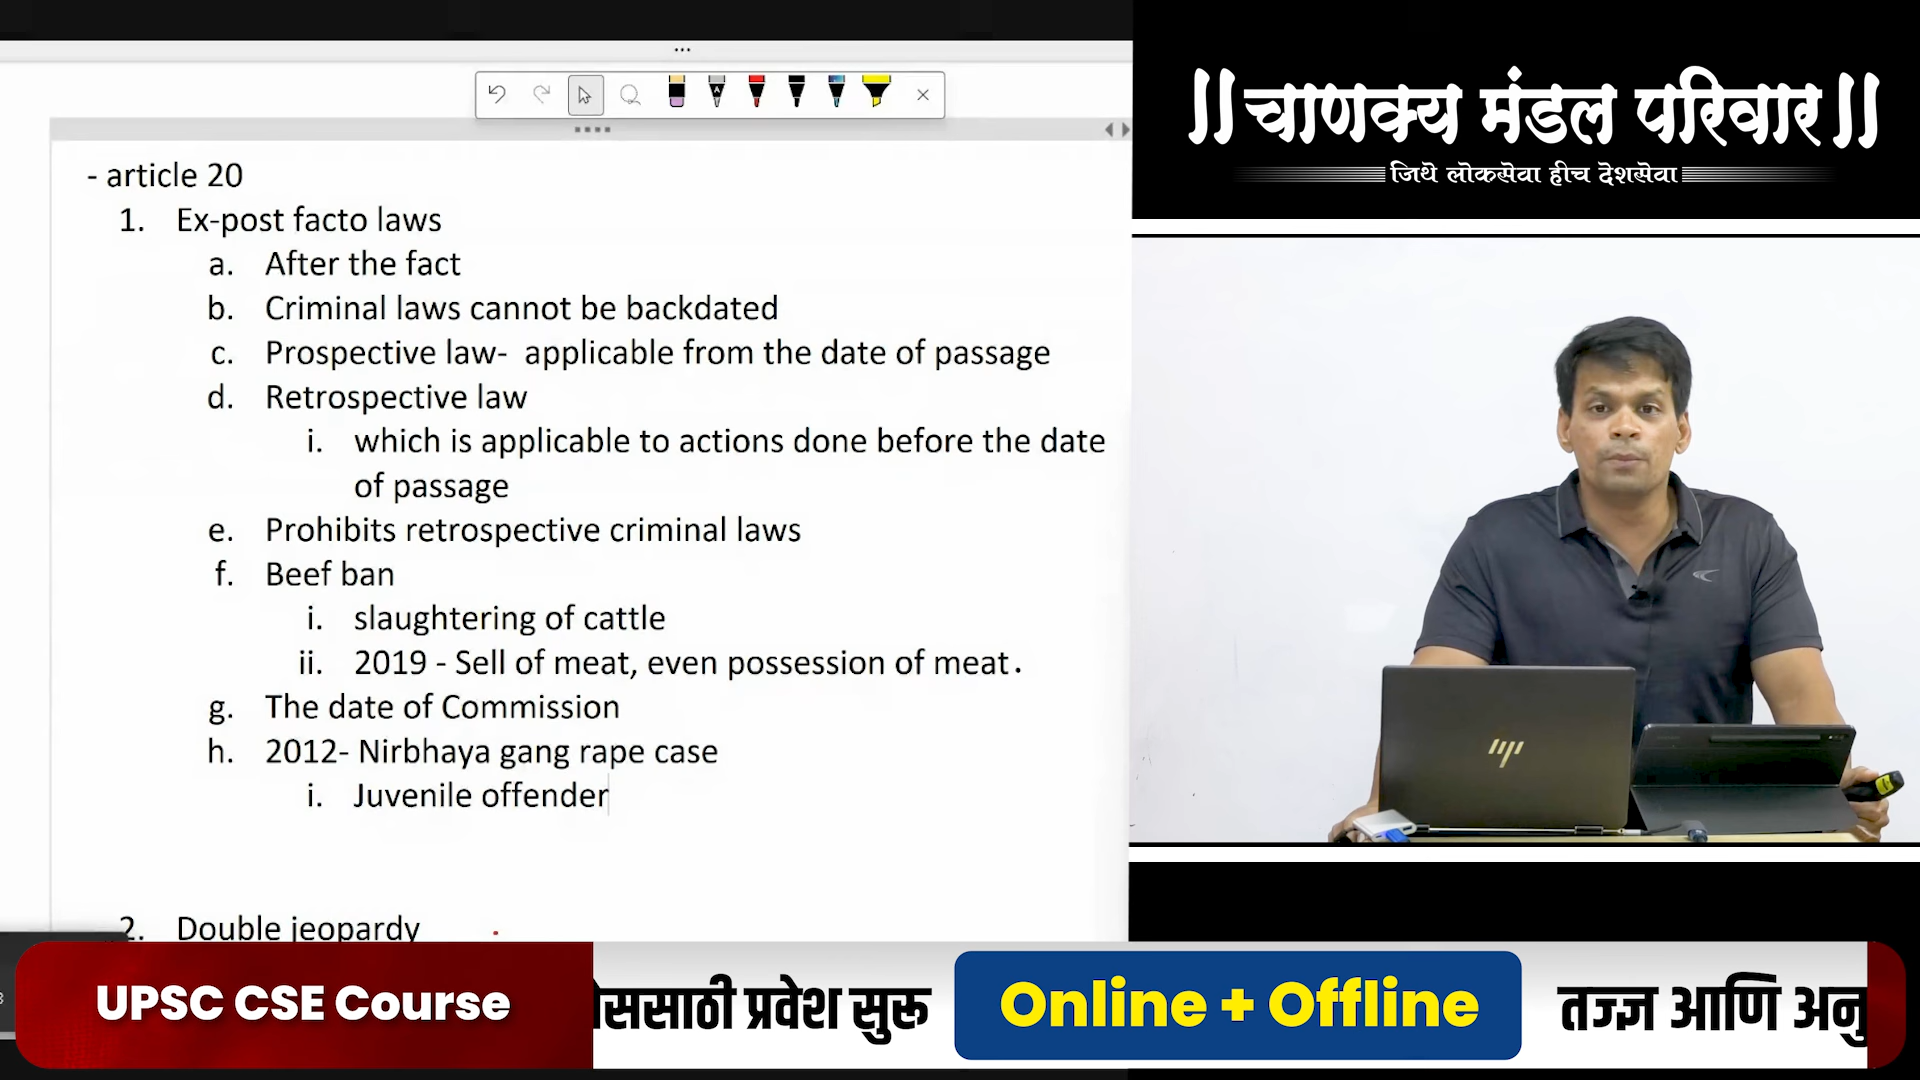 - article 20
1. Ex-post facto laws
a. After the fact
b. Criminal laws cannot be backdated
c. Prospective law- applicable from the date of passage
d. Retrospective law
i. which is applicable to actions done before the date
of passage
e. Prohibits retrospective criminal laws
f. Beef ban
i. slaughtering of cattle
ii. 2019 - Sell of meat, even possession of meat.
g. The date of Commission
h. 2012- Nirbhaya gang rape case
i. Juvenile offender
2. Double jeopardy
॥चाणक्य मंडल परिवार॥
जिथे लोकसेवा हीच देशसेवा
hp
UPSC CSE Course
प्रवेश सुरू
Online + Offline
तज्ज्ञ आणि